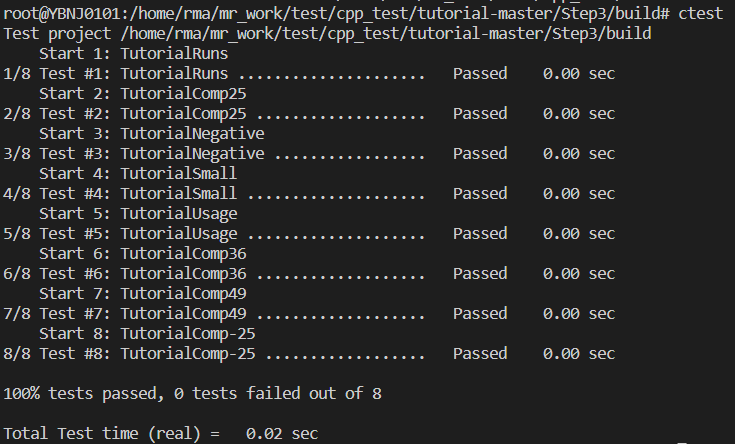 root@YBNJ0101:/home/rma/mr_work/test/cpp_test/tutorial-master/Step3/build# ctest
Test project /home/rma/mr_work/test/cpp_test/tutorial-master/Step3/build
    Start 1: TutorialRuns
1/8 Test #1: TutorialRuns .....................   Passed    0.00 sec
    Start 2: TutorialComp25
2/8 Test #2: TutorialComp25 ...................   Passed    0.00 sec
    Start 3: TutorialNegative
3/8 Test #3: TutorialNegative .................   Passed    0.00 sec
    Start 4: TutorialSmall
4/8 Test #4: TutorialSmall ....................   Passed    0.00 sec
    Start 5: TutorialUsage
5/8 Test #5: TutorialUsage ....................   Passed    0.00 sec
    Start 6: TutorialComp36
6/8 Test #6: TutorialComp36 ...................   Passed    0.00 sec
    Start 7: TutorialComp49
7/8 Test #7: TutorialComp49 ...................   Passed    0.00 sec
    Start 8: TutorialComp-25
8/8 Test #8: TutorialComp-25 ..................   Passed    0.00 sec

100% tests passed, 0 tests failed out of 8

Total Test time (real) =   0.02 sec